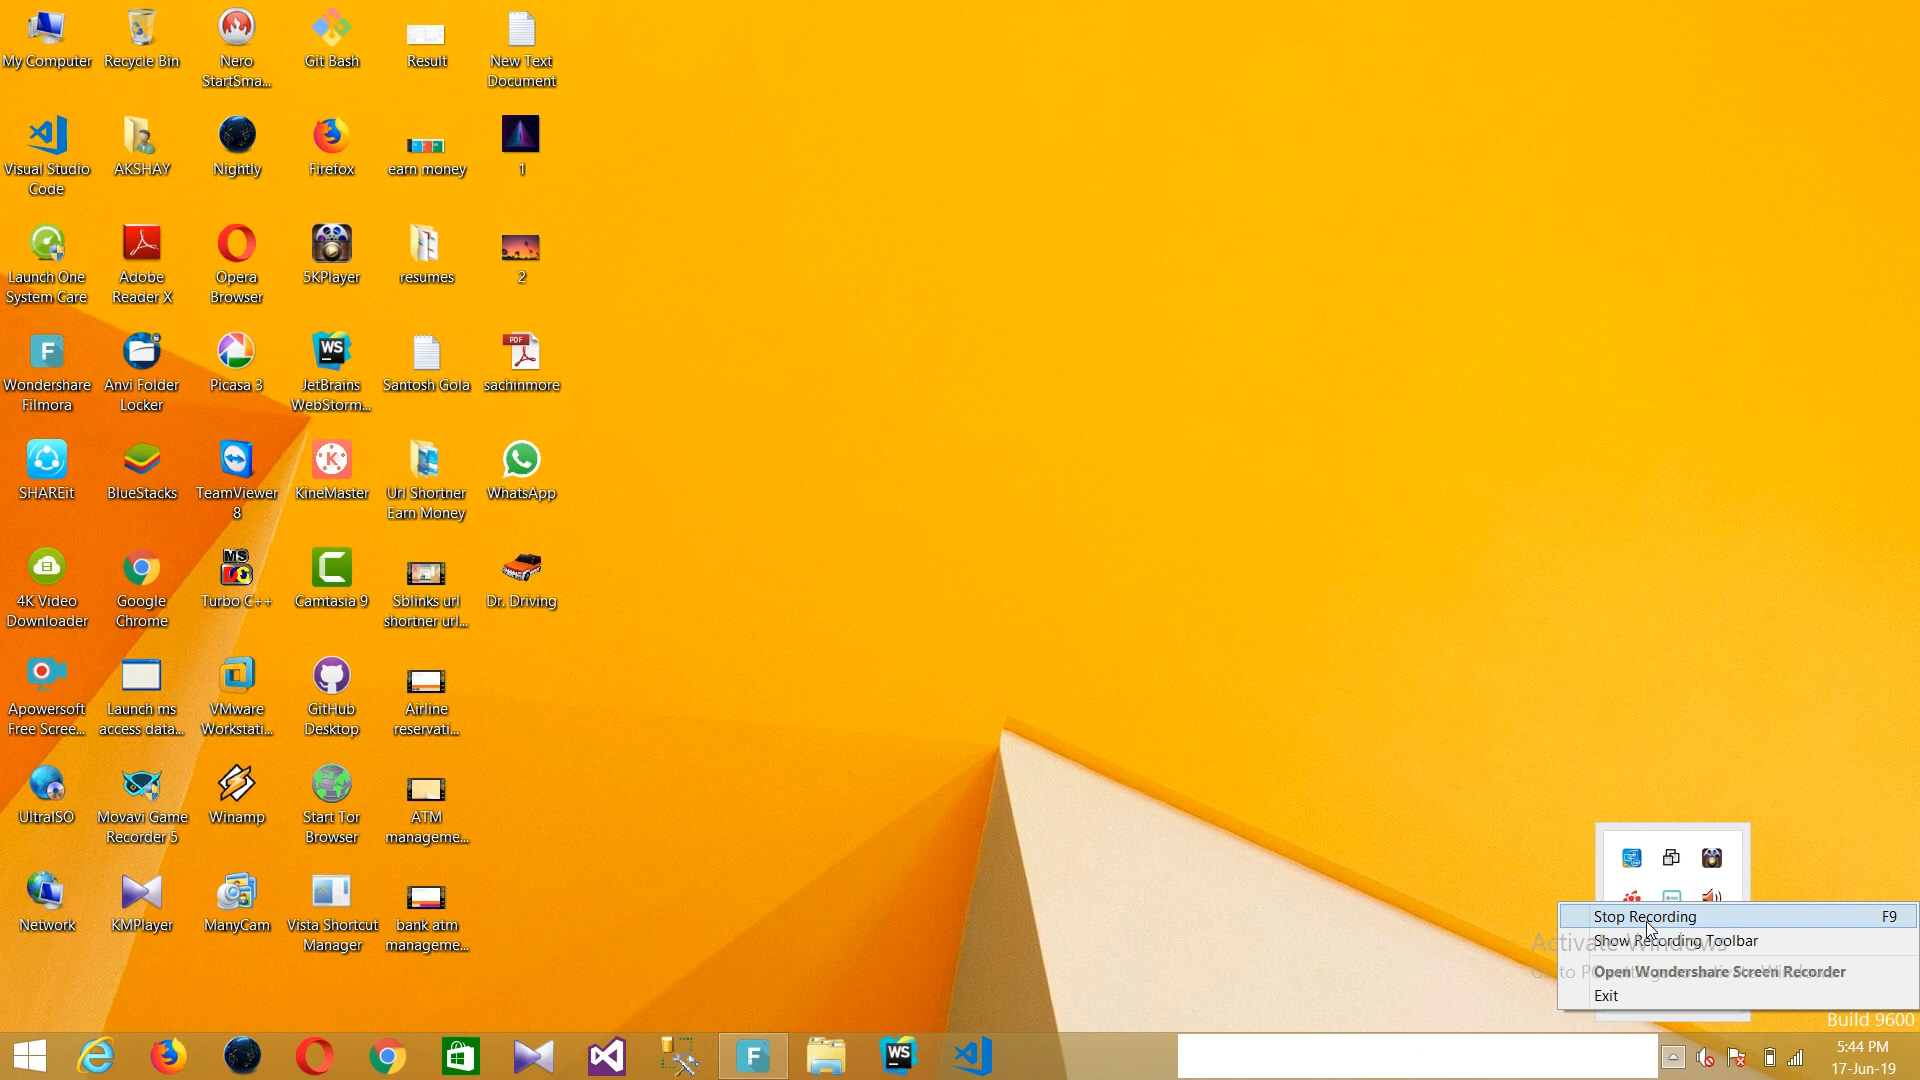 My Computer
Recycle Bin
Nero
StartSma...
Git Bash
Result
New Text
Document
Visual Studio
Code
AKSHAY
Nightly
Firefox
earn money
1
Launch One
System Care
Adobe
Reader X
Opera
Browser
5KPlayer
resumes
2
Wondershare
Filmora
Anvi Folder
Locker
Picasa 3
JetBrains
WebStorm...
Santosh Gola
sachinmore
SHAREit
BlueStacks
TeamViewer
8
KineMaster
Url Shortner
Earn Money
WhatsApp
4K Video
Downloader
Google
Chrome
Turbo C++
Camtasia 9
Sblinks url
shortner url...
Dr. Driving
Apowersoft
Free Scree...
Launch ms
access data...
VMware
Workstati...
GitHub
Desktop
Airline
reservati...
UltraISO
Movavi Game
Recorder 5
Winamp
Start Tor
Browser
ATM
manageme...
Network
KMPlayer
ManyCam
Vista Shortcut
Manager
bank atm
manageme...
Stop Recording F9
Show Recording Toolbar
Open Wondershare Screen Recorder
Exit
Activate Windows
Build 9600
5:44 PM
17-Jun-19